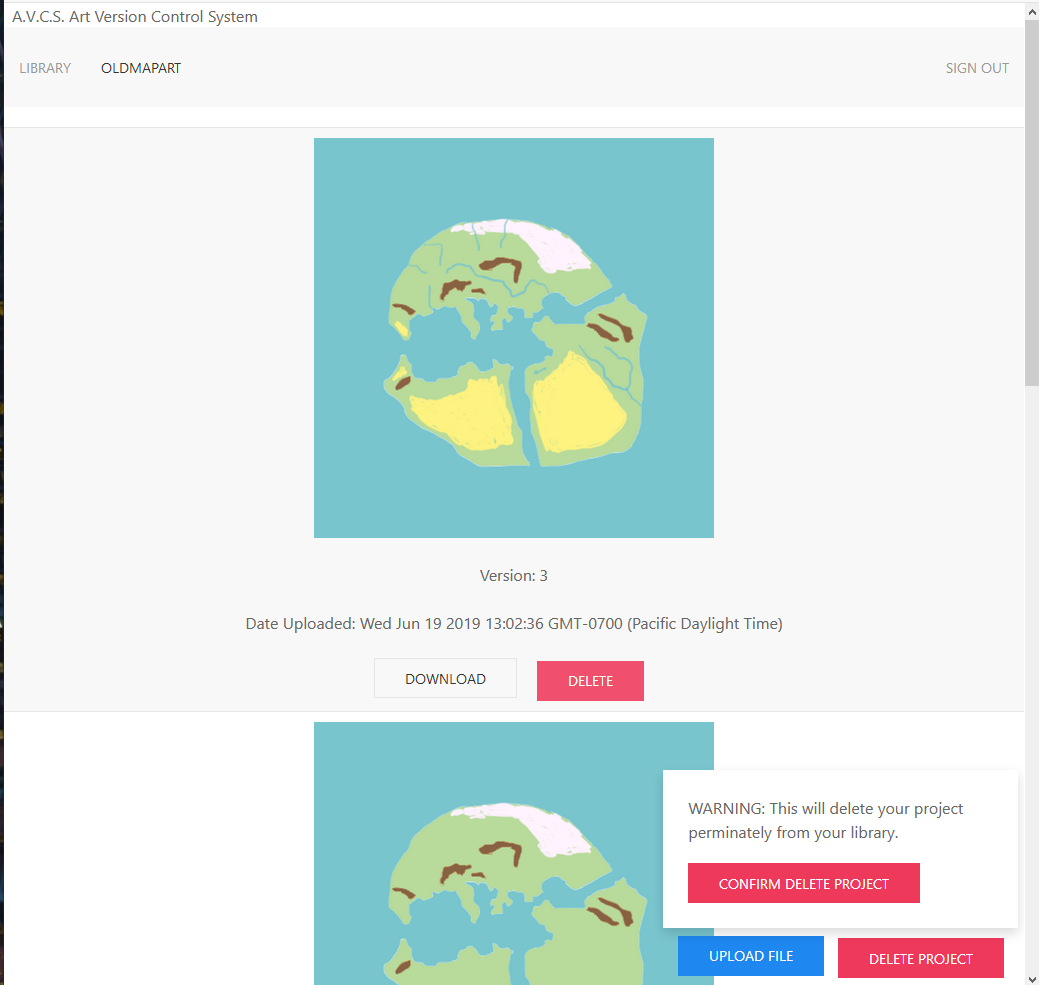 A.V.C.S. Art Version Control System
LIBRARY OLDMAPART SIGN OUT
Version: 3
Date Uploaded: Wed Jun 19 2019 13:02:36 GMT-0700 (Pacific Daylight Time)
DOWNLOAD DELETE
WARNING: This will delete your project
perminately from your library.
CONFIRM DELETE PROJECT
UPLOAD FILE DELETE PROJECT